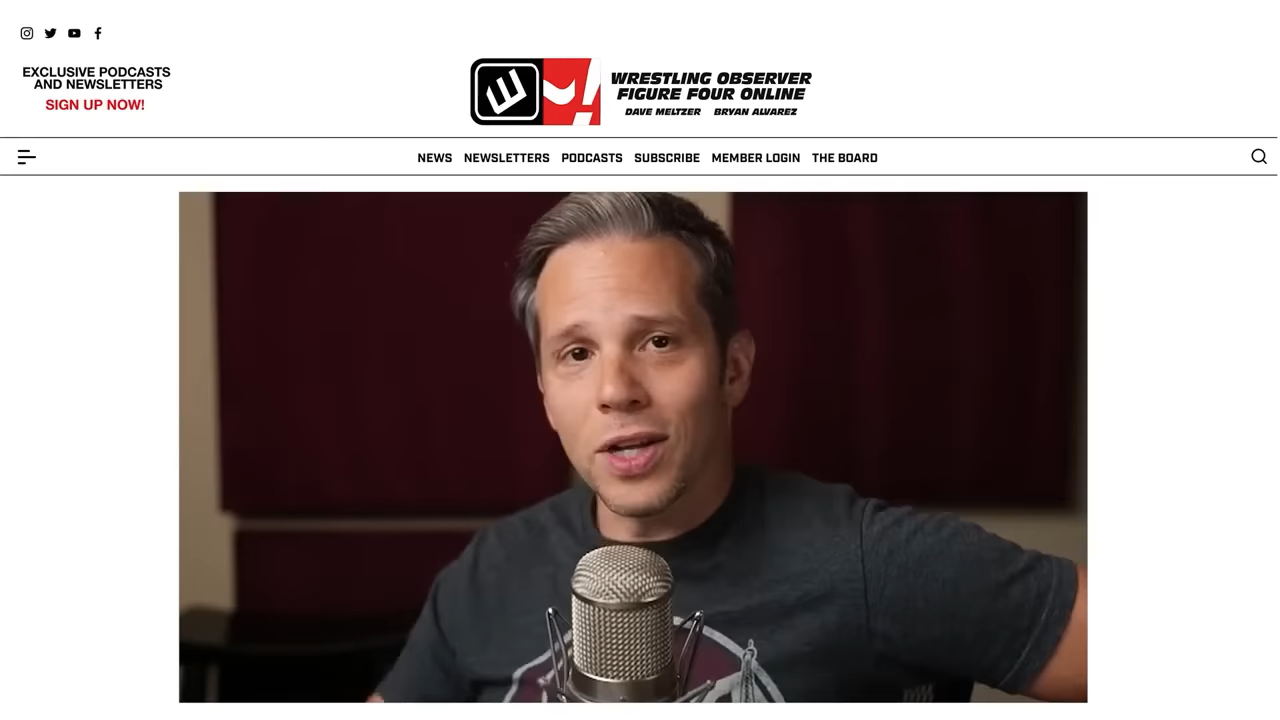 EXCLUSIVE PODCASTS
AND NEWSLETTERS
SIGN UP NOW!
WRESTLING OBSERVER
FIGURE FOUR ONLINE
DAVE MELTZER BRYAN ALVAREZ
NEWS NEWSLETTERS PODCASTS SUBSCRIBE MEMBER LOGIN THE BOARD